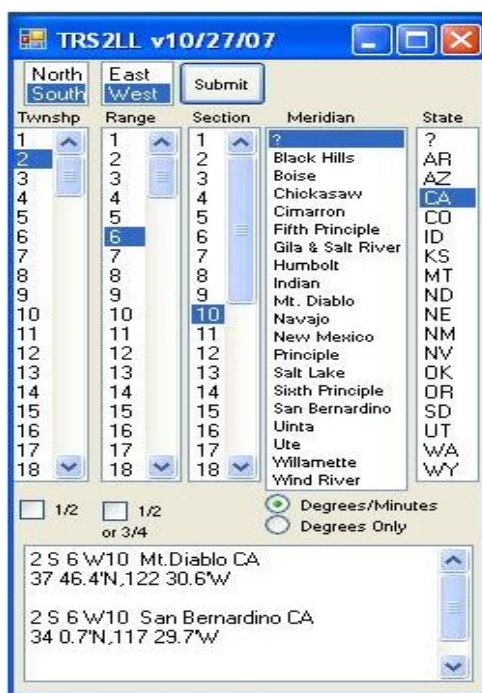 TRS2LL v10/27/07
North
South
East
West
Submit
Twnshp
Range
Section
Meridian
State
1
2
3
4
5
6
7
8
9
10
11
12
13
14
15
16
17
18
1
2
3
4
5
6
7
8
9
10
11
12
13
14
15
16
17
18
1
2
3
4
5
6
7
8
9
10
11
12
13
14
15
16
17
18
?
Black Hills
Boise
Chickasaw
Cimarron
Fifth Principle
Gila & Salt River
Humbolt
Indian
Mt. Diablo
Navajo
New Mexico
Principle
Salt Lake
Sixth Principle
San Bernardino
Uinta
Ute
Willamette
Wind River
?
AR
AZ
CA
CO
ID
KS
MT
ND
NE
NM
NV
OK
OR
SD
UT
WA
WY
1/2
1/2
or 3/4
Degrees/Minutes
Degrees Only
2 S 6 W10 Mt.Diablo CA
37 46.4'N,122 30.6'W
2 S 6 W10 San Bernardino CA
34 0.7'N,117 29.7'W